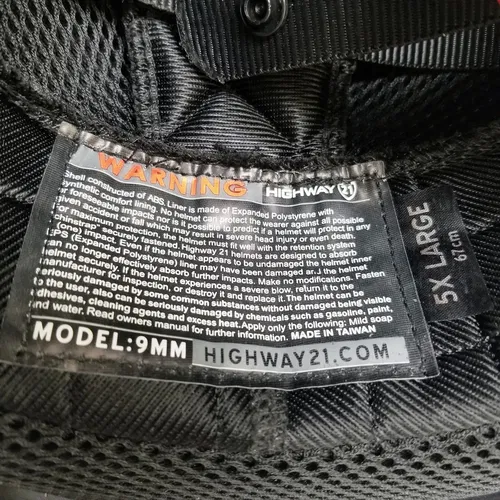 WARNING HIGHWAY 21
Shell constructed of ABS. Liner is made of Expanded Polystyrene with
synthetic comfort lining. No helmet can protect the wearer against all possible
foreseeable impacts nor is it possible to predict if a helmet will protect in any
given accident or fall which may result in severe head injury or even death.
For maximum protection, the helmet must fit well with the retention system
"chinstrap" securely fastened. Highway 21 helmets are designed to absorb
(one) impact even if the helmet appears to be undamaged the helmet inner
EPS (Expanded Polystyrene) liner may have been damaged and the helmet
can no longer effectively absorb further impacts. Make no modifications. Fasten
helmet securely. If the helmet experiences a severe blow, return it to the
manufacturer for inspection, or destroy it and replace it. The helmet can be
seriously damaged by some common substances without damage being visible
to the user, also can be seriously damaged by chemicals such as gasoline, paint,
adhesives, cleaning agents and excess heat. Apply only the following: Mild soap
and water. Read owners manual for further information. MADE IN TAIWAN
MODEL:9MM HIGHWAY21.COM
5X LARGE
67cm